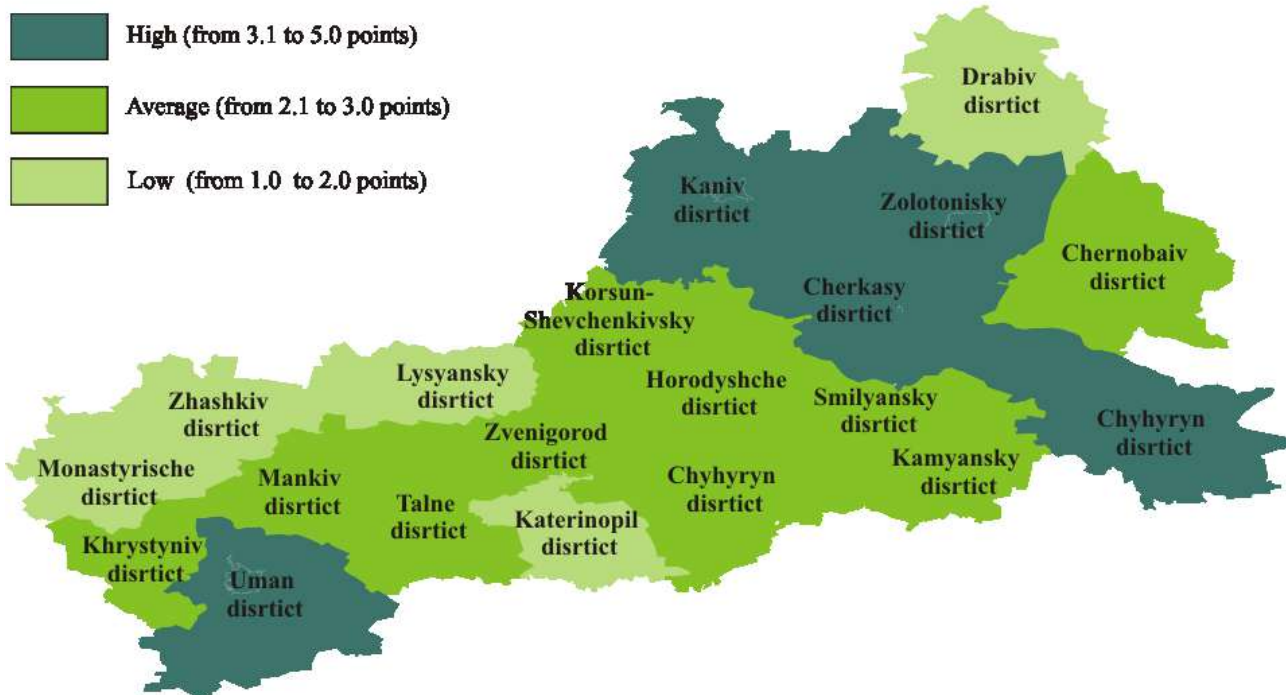 High (from 3.1 to 5.0 points)
Average (from 2.1 to 3.0 points)
Low (from 1.0 to 2.0 points)
Drabiv
disrtict
Kaniv
disrtict
Zolotonisky
disrtict
Chernobaiv
disrtict
Cherkasy
disrtict
Korsun-
Shevchenkivsky
disrtict
Lysyansky
disrtict
Horodyshche
disrtict
Smilyansky
disrtict
Chyhyryn
disrtict
Zhashkiv
disrtict
Zvenigorod
disrtict
Monastyrische
disrtict
Mankiv
disrtict
Kamyansky
disrtict
Chyhyryn
disrtict
Talne
disrtict
Katerinopil
disrtict
Khrystyniv
disrtict
Uman
disrtict